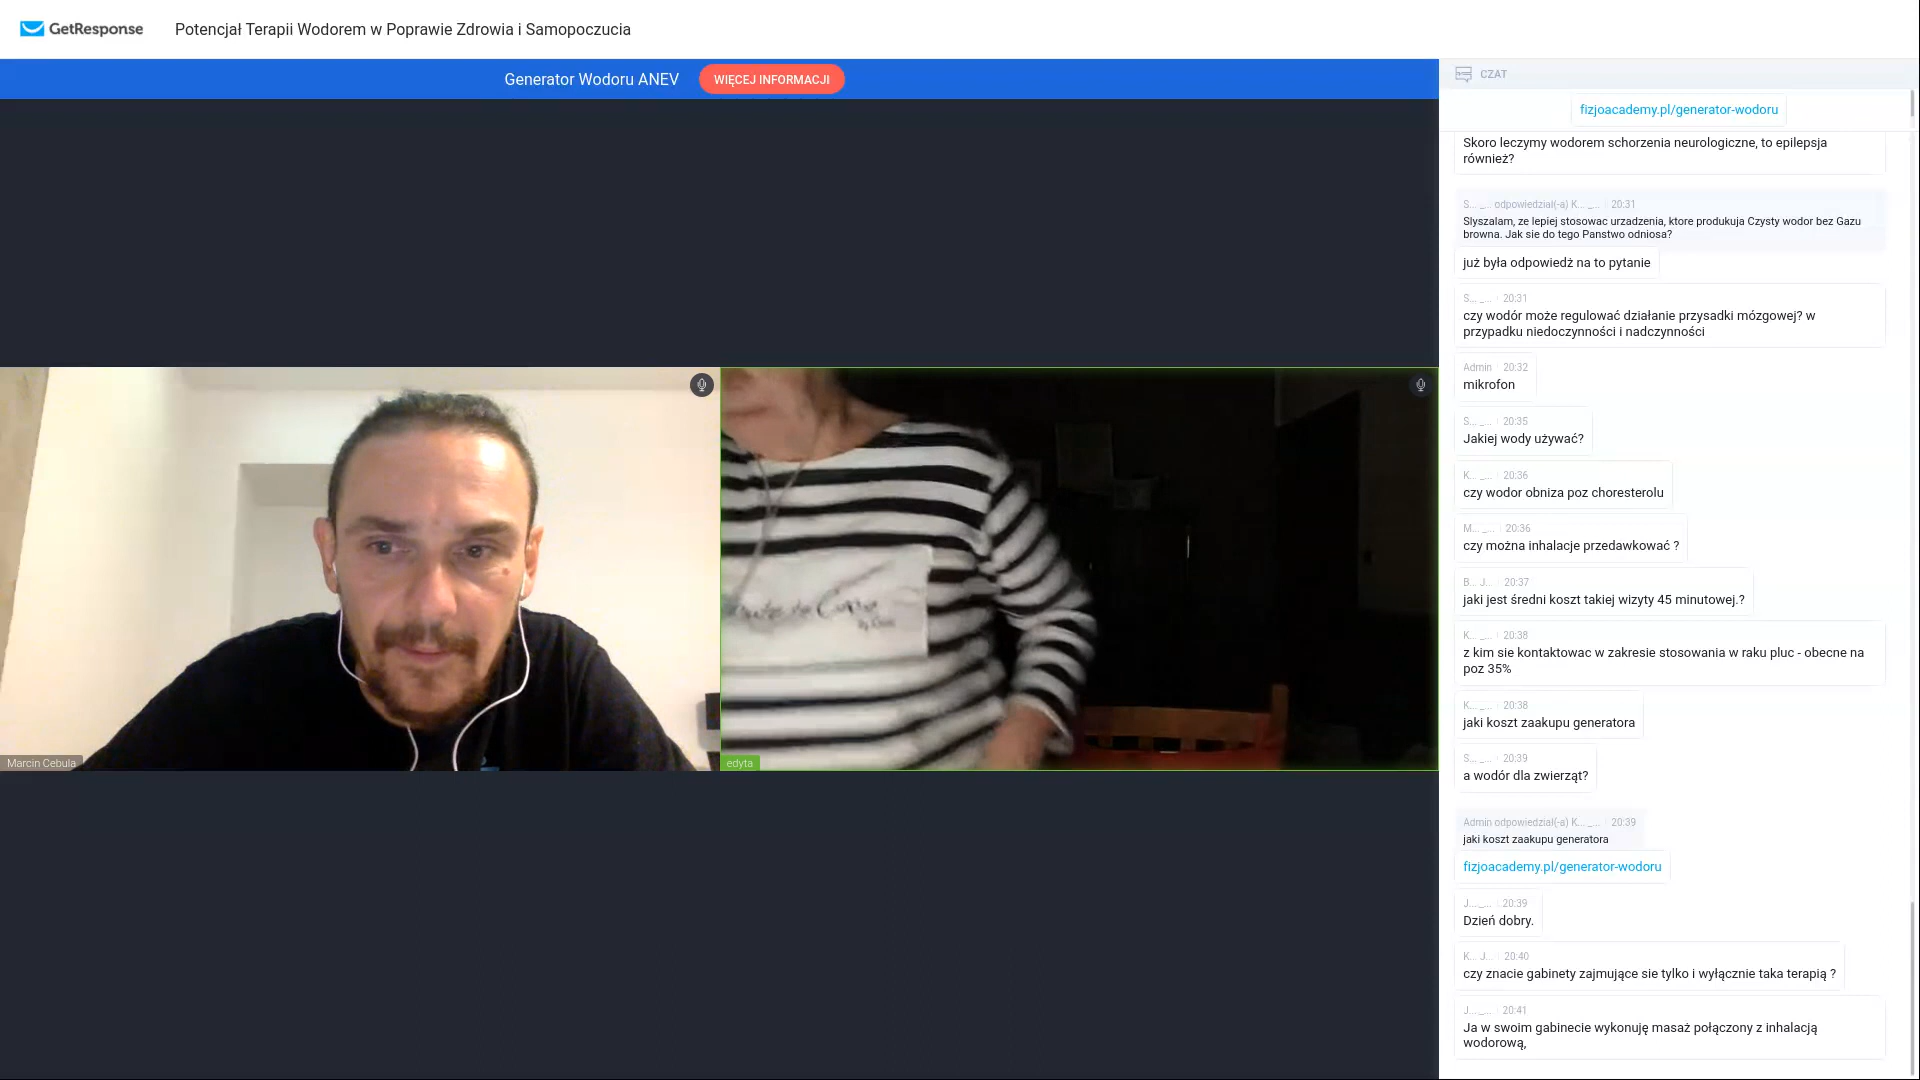 GetResponse
Potencjał Terapii Wodorem w Poprawie Zdrowia i Samopoczucia
Generator Wodoru ANEV
WIĘCEJ INFORMACJI
Marcin Cebula
edyta
CZAT
fizjoacademy.pl/generator-wodoru
Skoro leczymy wodorem schorzenia neurologiczne, to epilepsja
również?
S... _... odpowiedział(-a) K... _... 20:31
Slyszalam, ze lepiej stosowac urzadzenia, ktore produkuja Czysty wodor bez Gazu
browna. Jak sie do tego Panstwo odniosa?
już była odpowiedź na to pytanie
S... _... 20:31
czy wodór może regulować działanie przysadki mózgowej? w
przypadku niedoczynności i nadczynności
Admin 20:32
mikrofon
S... _... 20:35
Jakiej wody używać?
K... _... 20:36
czy wodor obniza poz choresterolu
M... _... 20:36
czy można inhalacje przedawkować ?
B... J... 20:37
jaki jest średni koszt takiej wizyty 45 minutowej.?
K... _... 20:38
z kim sie kontaktowac w zakresie stosowania w raku pluc - obecne na
poz 35%
K... _... 20:38
jaki koszt zaakupu generatora
S... _... 20:39
a wodór dla zwierząt?
Admin odpowiedział(-a) K... _... 20:39
jaki koszt zaakupu generatora
fizjoacademy.pl/generator-wodoru
J... _... 20:39
Dzień dobry.
K... J... 20:40
czy znacie gabinety zajmujące sie tylko i wyłącznie taka terapią ?
J... _... 20:41
Ja w swoim gabinecie wykonuję masaż połączony z inhalacją
wodorową,